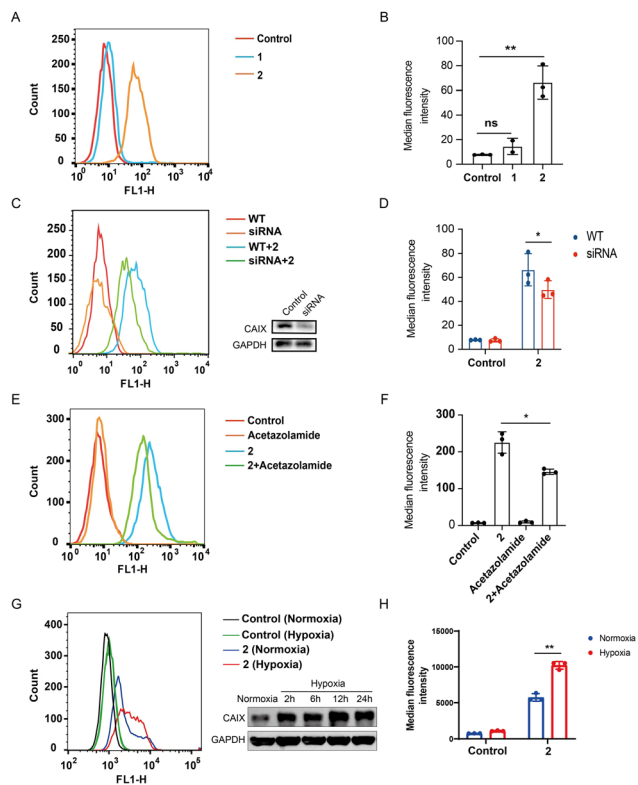 A
Control
1
2
Count
250
200
150
100
50
0
10^0 10^1 10^2 10^3 10^4
FL1-H
B
Median fluorescence
intensity
100
80
60
40
20
0
ns
**
Control 1 2
C
WT
siRNA
WT+2
siRNA+2
Count
300
250
200
150
100
50
0
10^0 10^1 10^2 10^3 10^4
FL1-H
Control
siRNA
CAIX
GAPDH
D
WT
siRNA
Median fluorescence
intensity
100
80
60
40
20
0
*
Control 2
E
Control
Acetazolamide
2
2+Acetazolamide
Count
300
200
100
0
10^0 10^1 10^2 10^3 10^4
FL1-H
F
Median fluorescence
intensity
300
200
100
0
*
Control
2
Acetazolamide
2+Acetazolamide
G
Control (Normoxia)
Control (Hypoxia)
2 (Normoxia)
2 (Hypoxia)
Count
400
300
200
100
0
10^2 10^3 10^4 10^5
FL1-H
Hypoxia
Normoxia 2h 6h 12h 24h
CAIX
GAPDH
H
Normoxia
Hypoxia
Median fluorescence
intensity
15000
10000
5000
0
**
Control 2